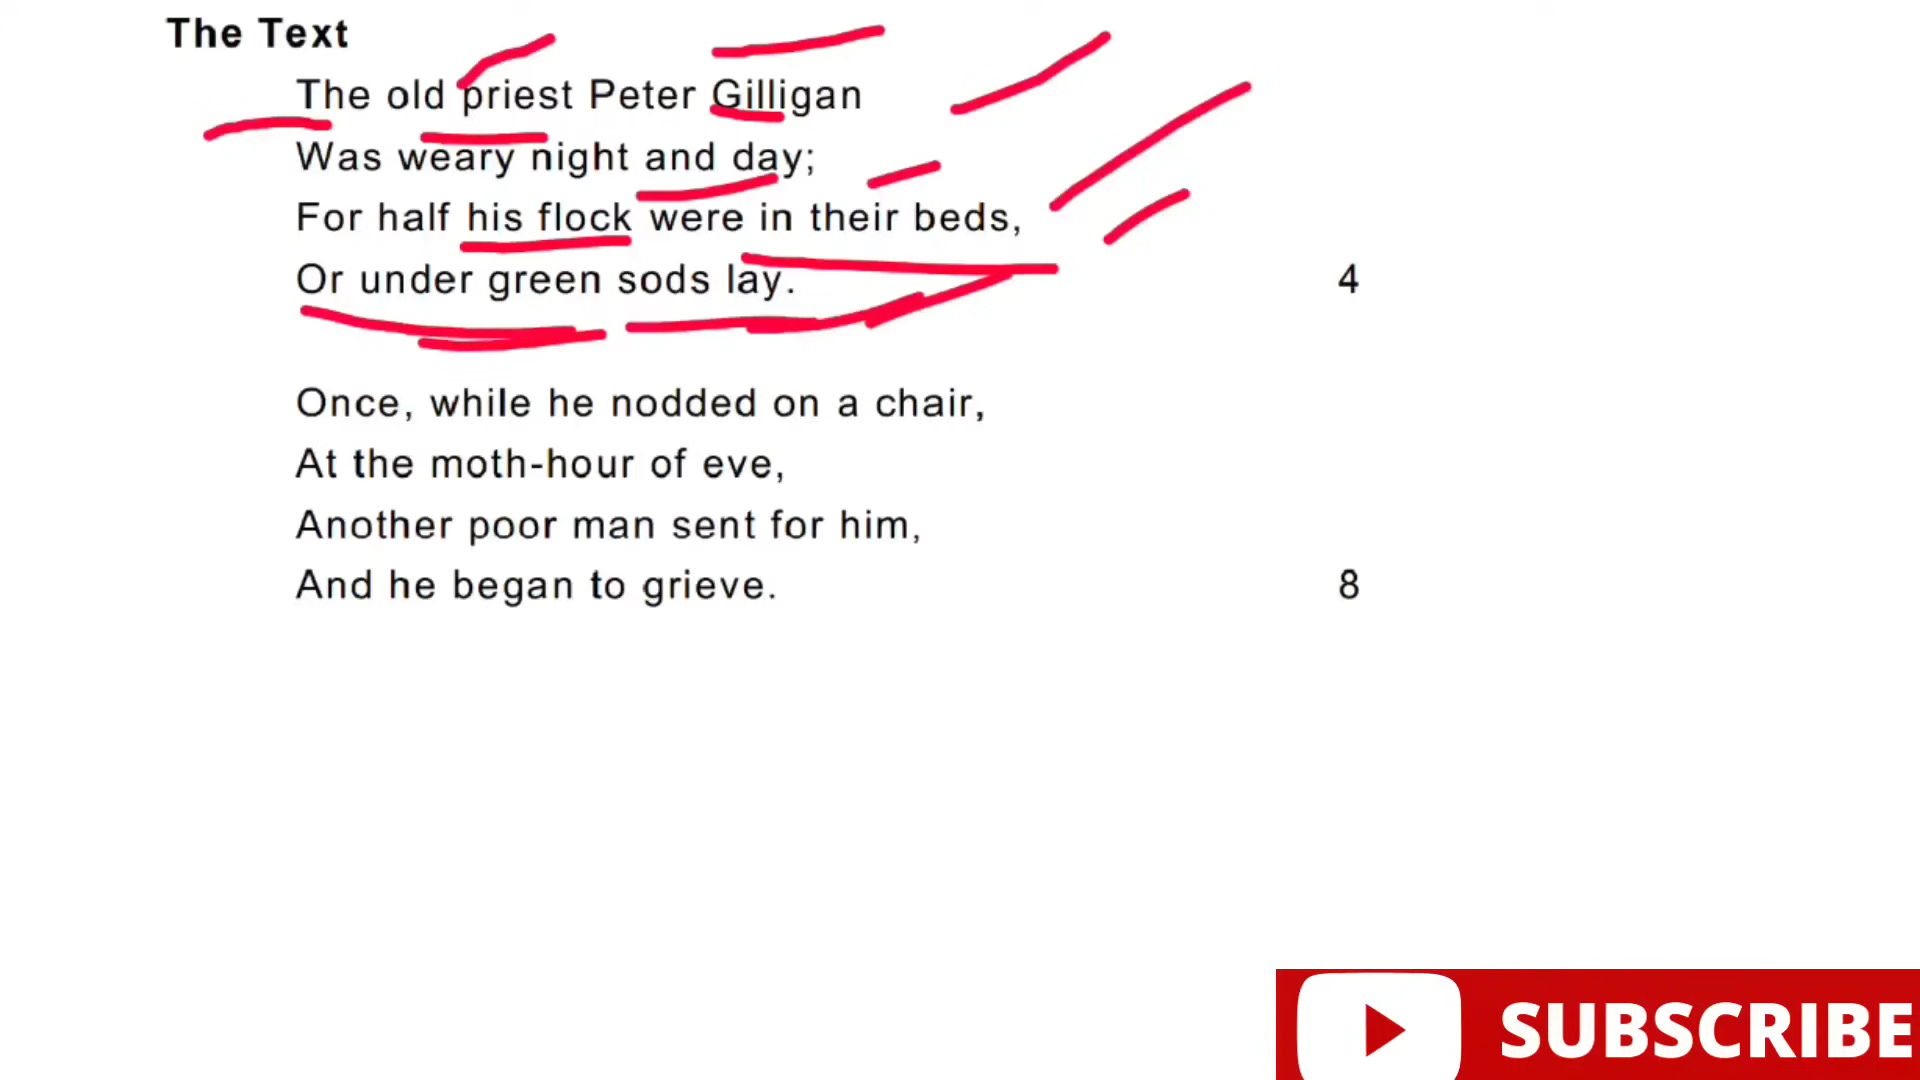 The Text
The old priest Peter Gilligan
Was weary night and day;
For half his flock were in their beds,
Or under green sods lay. 4
Once, while he nodded on a chair,
At the moth-hour of eve,
Another poor man sent for him,
And he began to grieve. 8
SUBSCRIBE